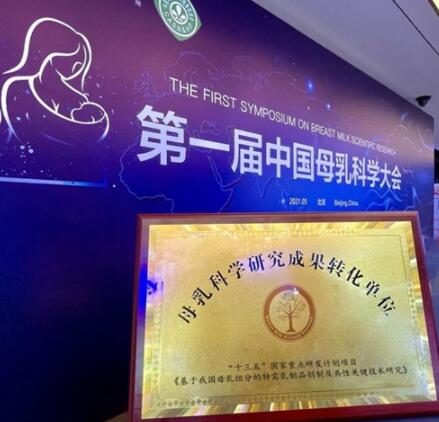 所
THE FIRST SYMPOSIUM ON BREAST MILK SCIENTIFIC RESEARCH
第一届中国母乳科学大会
2021.05 北京 Beijing,China
母乳科学研究成果转化单位
“十三五”国家重点研发计划项目
《基于我国母乳组分的特需乳制品创制及共性关键技术研究》